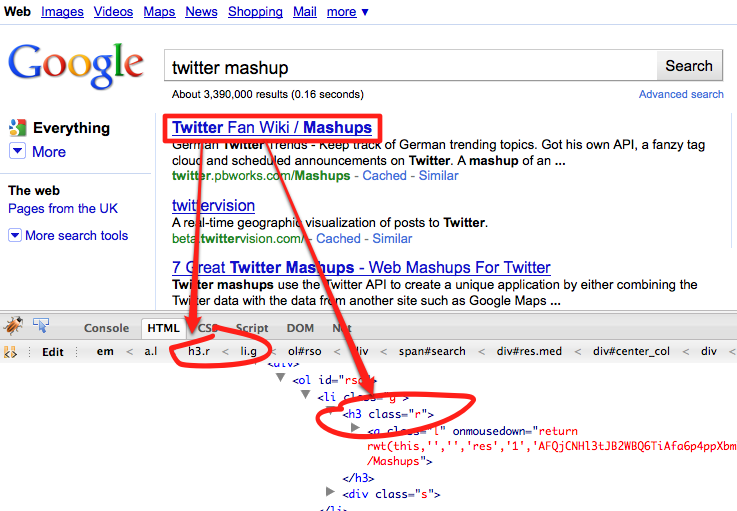 Web Images Videos Maps News Shopping Mail more ▼
Google
twitter mashup Search
About 3,390,000 results (0.16 seconds) Advanced search
Everything
More
The web
Pages from the UK
More search tools
Twitter Fan Wiki / Mashups
German Twitter Trends - Keep track of German trending topics. Got his own API, a fanzy tag
cloud and scheduled announcements on Twitter. A mashup of an ...
twitter.pbworks.com/Mashups - Cached - Similar
twittervision
A real-time geographic visualization of posts to Twitter.
beta.twittervision.com/ - Cached - Similar
7 Great Twitter Mashups - Web Mashups For Twitter
Twitter mashups use the Twitter API to create a unique application by either combining the
Twitter data with the data from another site such as Google Maps ...
Console HTML CSS Script DOM Net
Edit em < a.l < h3.r < li.g < ol#rso < div < span#search < div#res.med < div#center_col < div <
<div>
<ol id="rso">
<li class="g">
<h3 class="r">
<a class="l" onmousedown="return
rwt(this,'','','res','1','AFQjCNHl3tJB2WBQ6TiAfa6p4ppXbm
/Mashups">
</h3>
<div class="s">
</li>